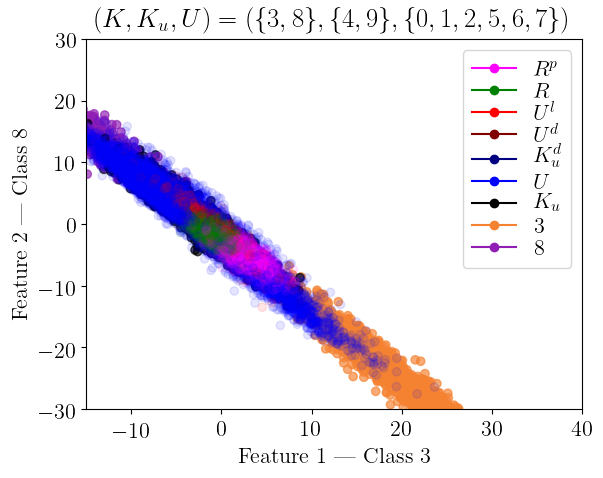 (K, K_u, U) = ({3, 8}, {4, 9}, {0, 1, 2, 5, 6, 7})
30
20
10
0
−10
−20
−30
Feature 2 — Class 8
−10
0
10
20
30
40
Feature 1 — Class 3
R^p
R
U^l
U^d
K_u^d
U
K_u
3
8